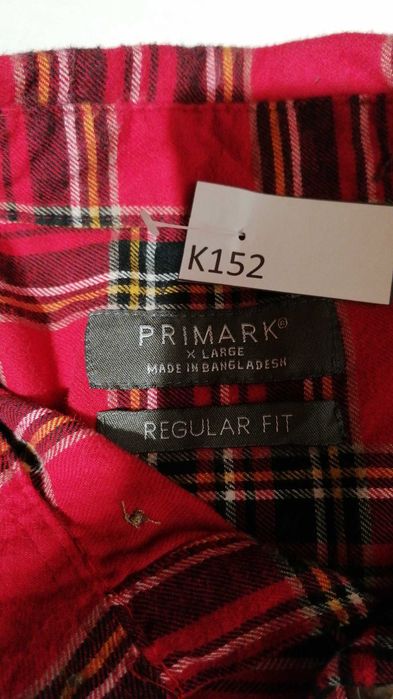 K152
PRIMARK©
X LARGE
MADE IN BANGLADESH
REGULAR FIT